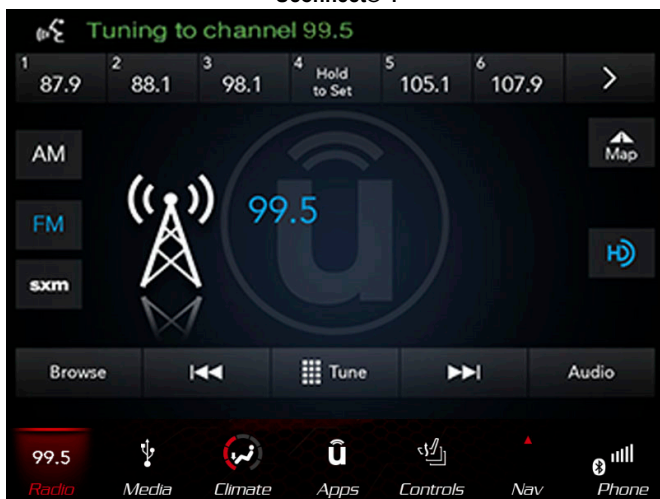 Tuning to channel 99.5
1 87.9 2 88.1 3 98.1 4 Hold to Set 5 105.1 6 107.9 >
AM
Map
99.5
FM
HD
sxm
Browse Tune Audio
99.5 û
Radio Media Climate Apps Controls Nav Phone